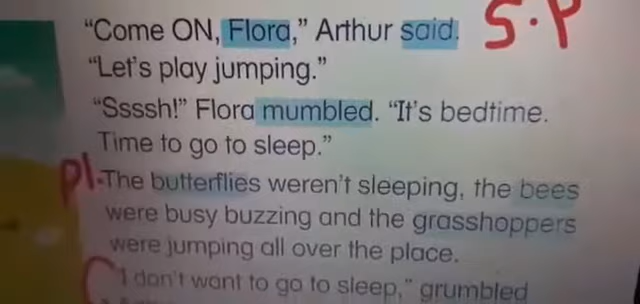 "Come ON, Flora," Arthur said. S.P
"Let's play jumping."
"Ssssh!" Flora mumbled. "It's bedtime.
Time to go to sleep."
Pl.The butterflies weren't sleeping, the bees
were busy buzzing and the grasshoppers
were jumping all over the place.
C "I don't want to go to sleep," grumbled